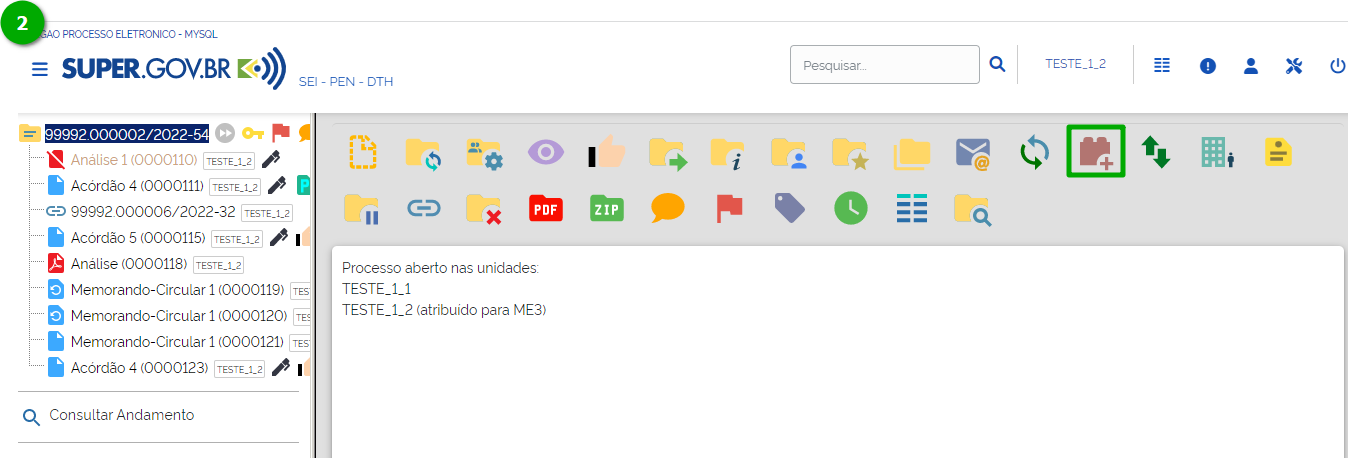 2
GAO PROCESSO ELETRONICO - MYSQL
SUPER.GOV.BR
SEI - PEN - DTH
Pesquisar...
TESTE_1_2
99992.000002/2022-54
Análise 1 (0000110) TESTE_1_2
Acórdão 4 (0000111) TESTE_1_2 P
99992.000006/2022-32 TESTE_1_2
Acórdão 5 (0000115) TESTE_1_2
Análise (0000118) TESTE_1_2
Memorando-Circular 1 (0000119) TES
Memorando-Circular 1 (0000120) TES
Memorando-Circular 1 (0000121) TES
Acórdão 4 (0000123) TESTE_1_2
Consultar Andamento
PDF
ZIP
Processo aberto nas unidades:
TESTE_1_1
TESTE_1_2 (atribuído para ME3)